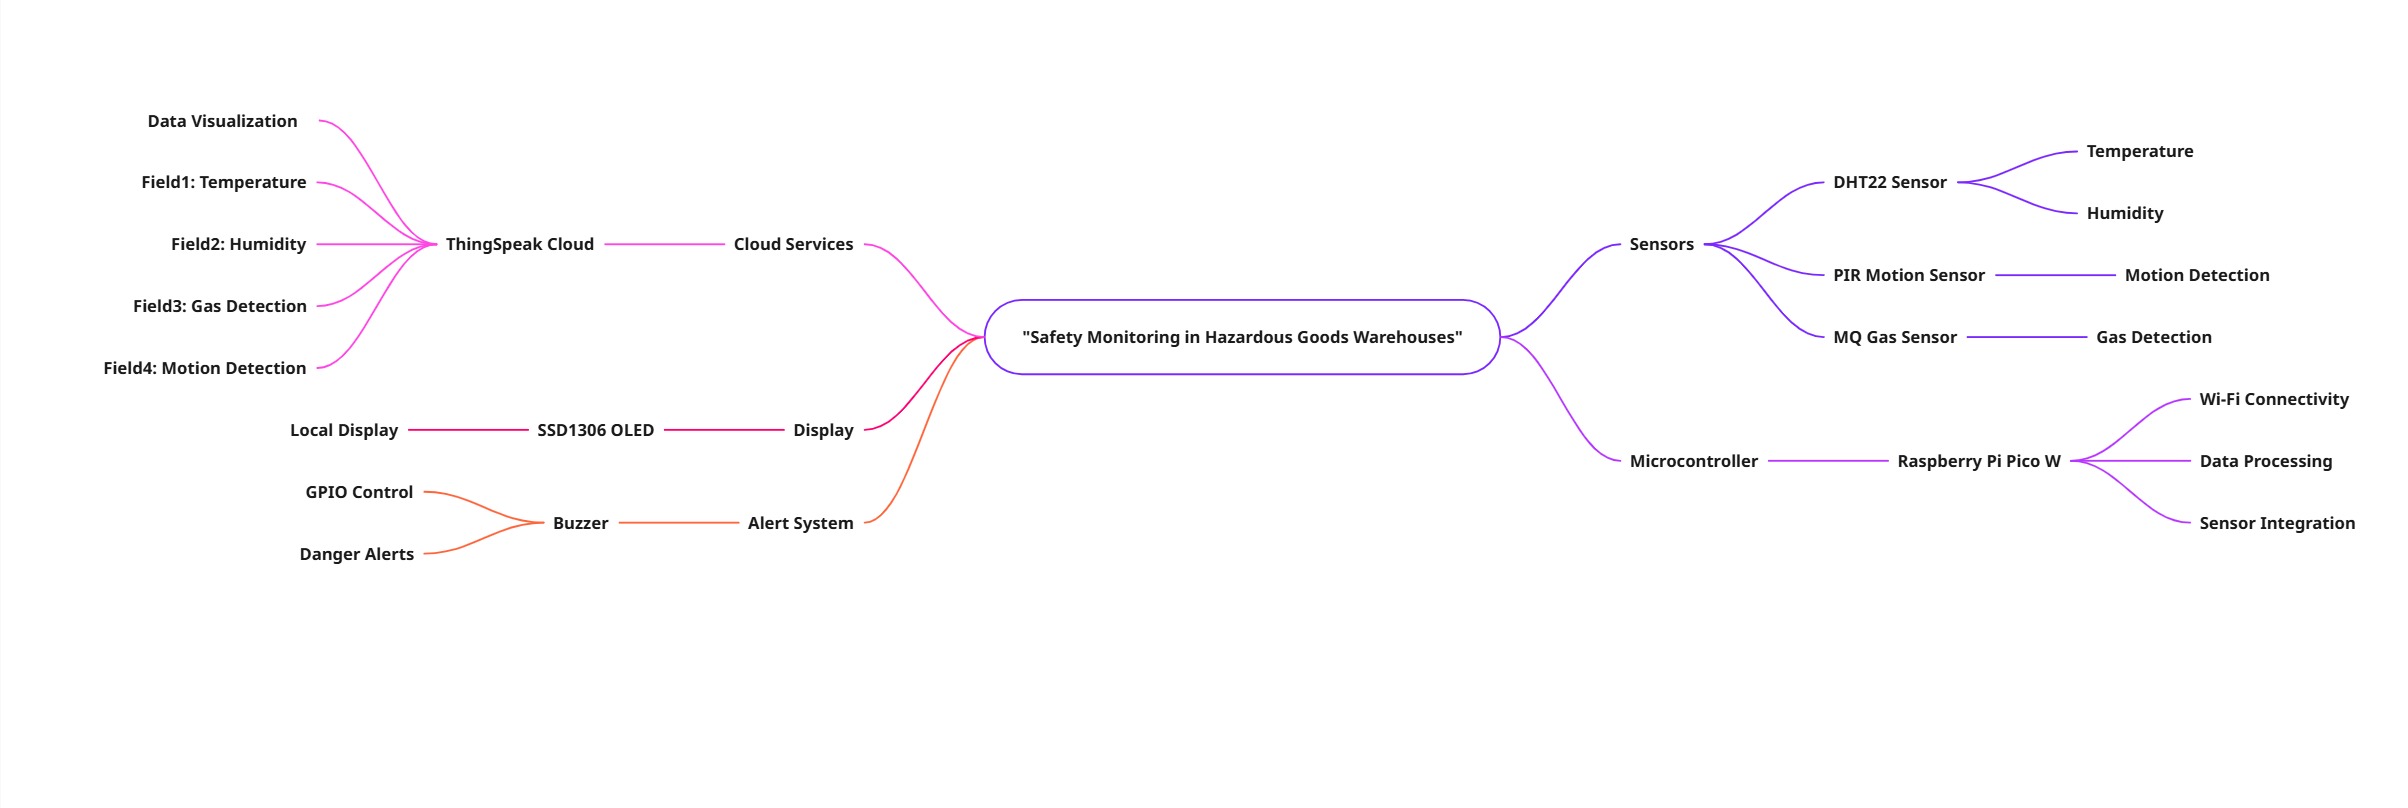 "Safety Monitoring in Hazardous Goods Warehouses"
Sensors
DHT22 Sensor
Temperature
Humidity
PIR Motion Sensor
Motion Detection
MQ Gas Sensor
Gas Detection
Microcontroller
Raspberry Pi Pico W
Wi-Fi Connectivity
Data Processing
Sensor Integration
Cloud Services
ThingSpeak Cloud
Data Visualization
Field1: Temperature
Field2: Humidity
Field3: Gas Detection
Field4: Motion Detection
Display
SSD1306 OLED
Local Display
Alert System
Buzzer
GPIO Control
Danger Alerts